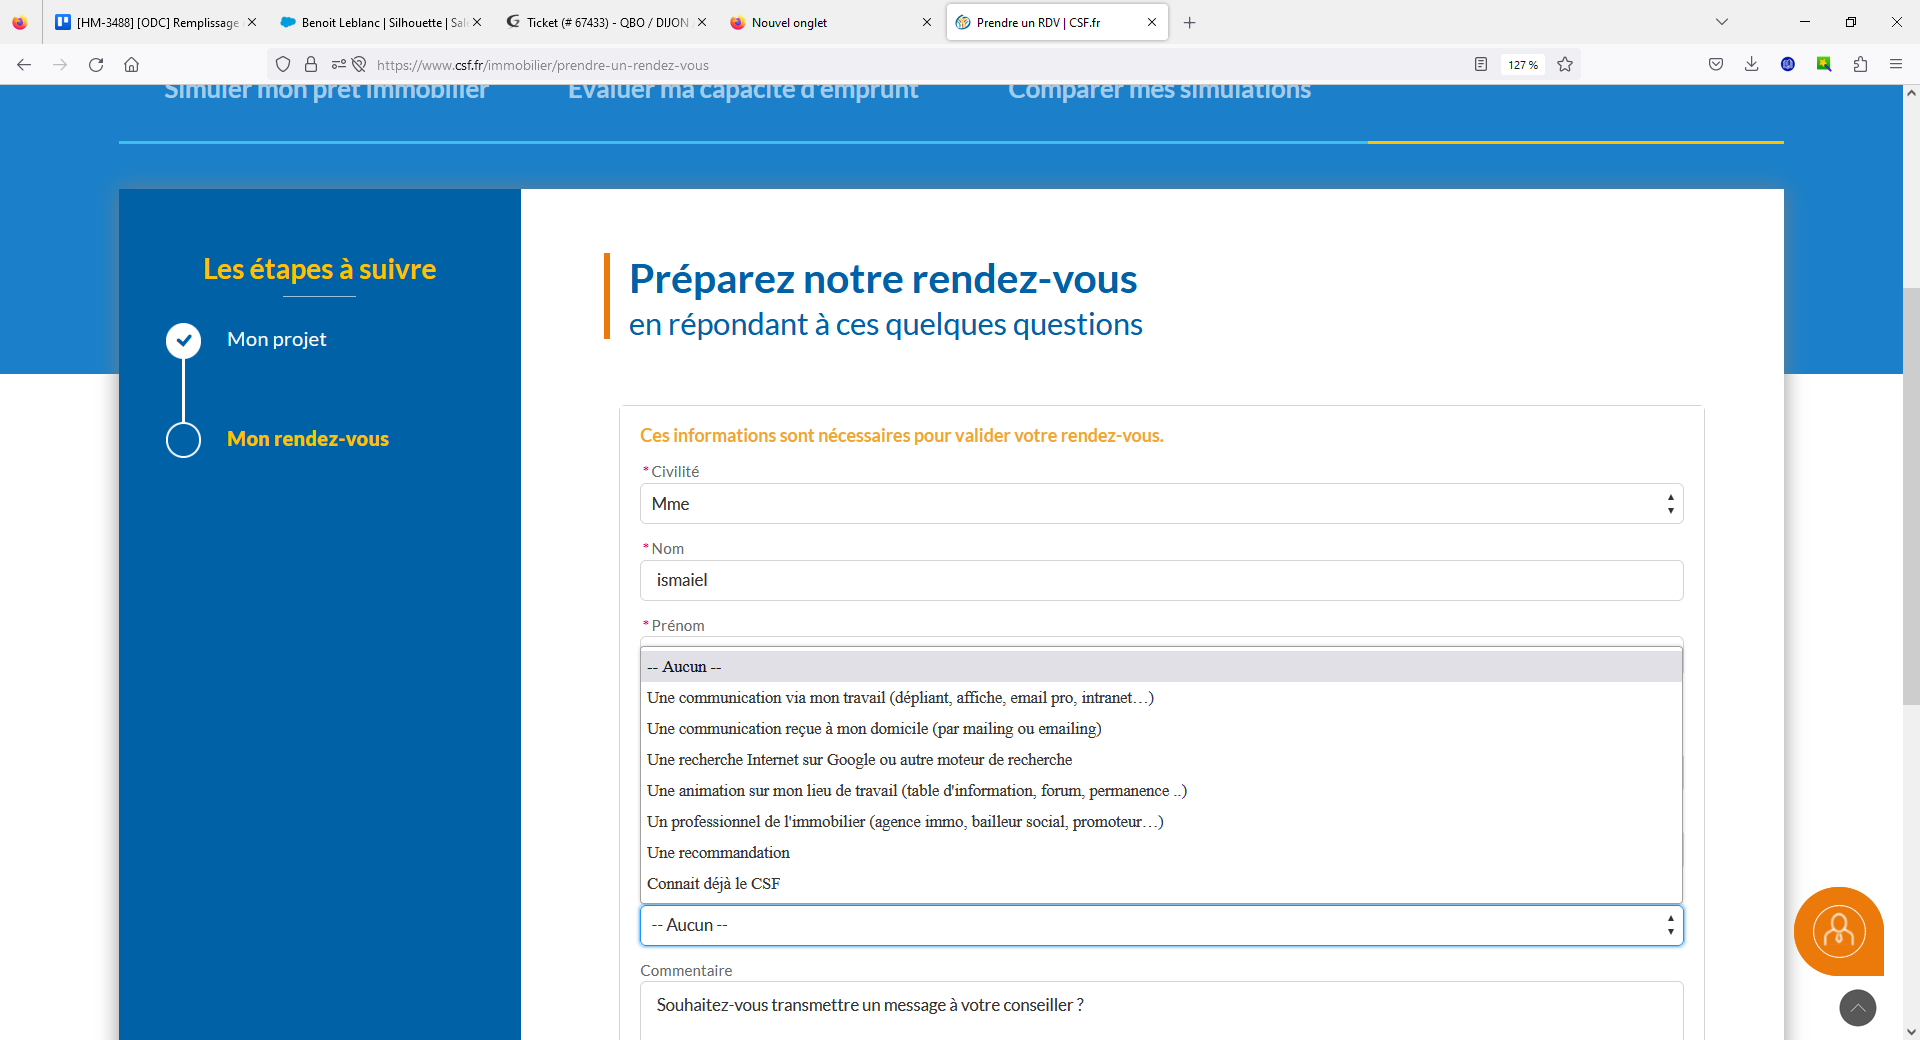 [HM-3488] [ODC] Remplissage
Benoit Leblanc | Silhouette | Sale
Ticket (# 67433) - QBO / DIJON
Nouvel onglet
Prendre un RDV | CSF.fr
https://www.csf.fr/immobilier/prendre-un-rendez-vous
127 %
Simuler mon prêt immobilier
Évaluer ma capacité d'emprunt
Comparer mes simulations
Les étapes à suivre
Mon projet
Mon rendez-vous
Préparez notre rendez-vous
en répondant à ces quelques questions
Ces informations sont nécessaires pour valider votre rendez-vous.
* Civilité
Mme
* Nom
ismaiel
* Prénom
-- Aucun --
Une communication via mon travail (dépliant, affiche, email pro, intranet…)
Une communication reçue à mon domicile (par mailing ou emailing)
Une recherche Internet sur Google ou autre moteur de recherche
Une animation sur mon lieu de travail (table d'information, forum, permanence ..)
Un professionnel de l'immobilier (agence immo, bailleur social, promoteur…)
Une recommandation
Connait déjà le CSF
-- Aucun --
Commentaire
Souhaitez-vous transmettre un message à votre conseiller ?